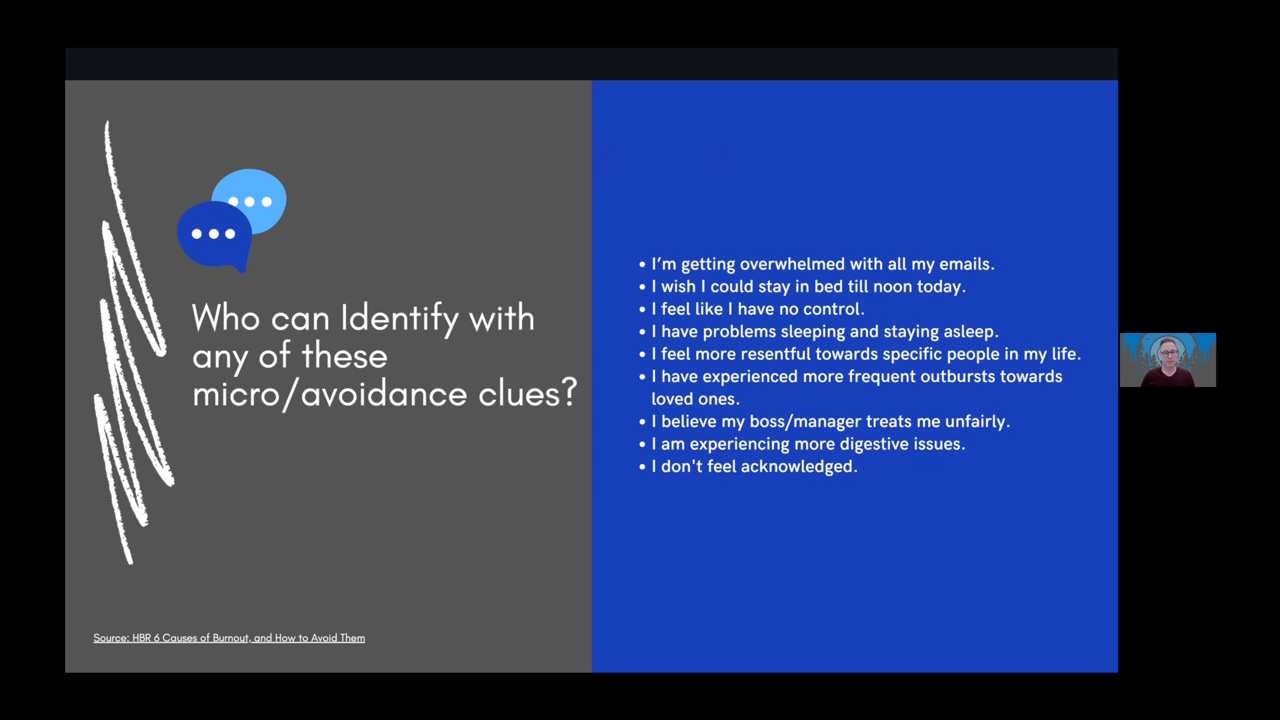 Who can Identify with
any of these
micro/avoidance clues?
Source: HBR 6 Causes of Burnout, and How to Avoid Them
• I’m getting overwhelmed with all my emails.
• I wish I could stay in bed till noon today.
• I feel like I have no control.
• I have problems sleeping and staying asleep.
• I feel more resentful towards specific people in my life.
• I have experienced more frequent outbursts towards
loved ones.
• I believe my boss/manager treats me unfairly.
• I am experiencing more digestive issues.
• I don't feel acknowledged.